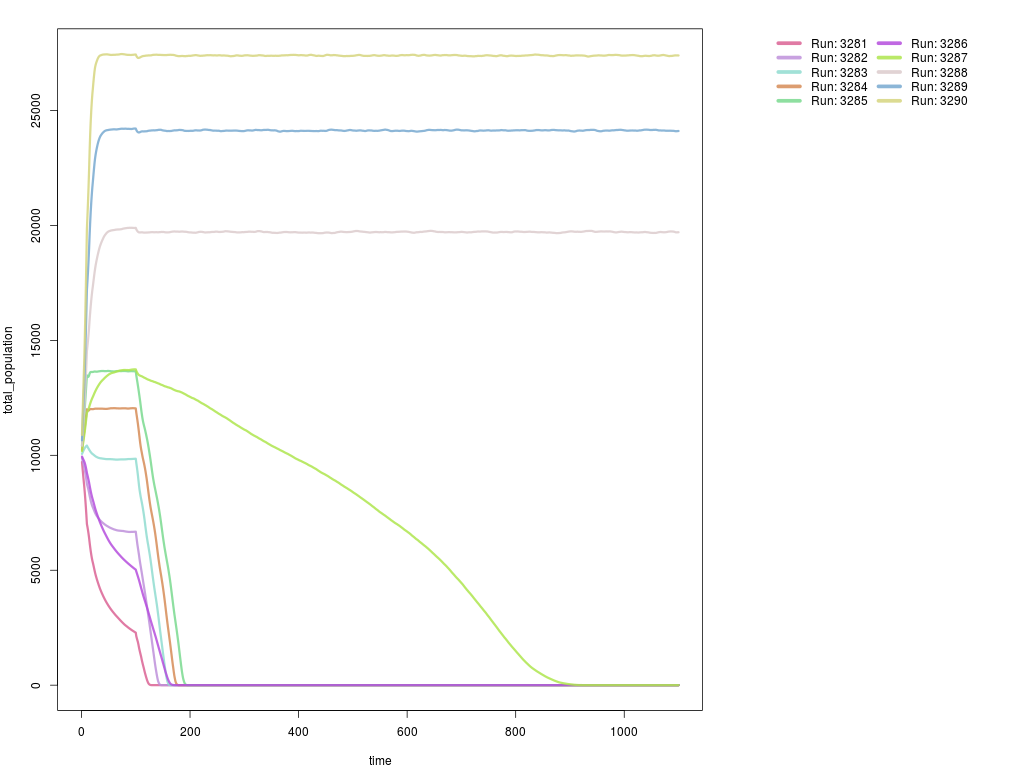 Run: 3281 Run: 3286
Run: 3282 Run: 3287
Run: 3283 Run: 3288
Run: 3284 Run: 3289
Run: 3285 Run: 3290
total_population
25000
20000
15000
10000
5000
0
0 200 400 600 800 1000
time